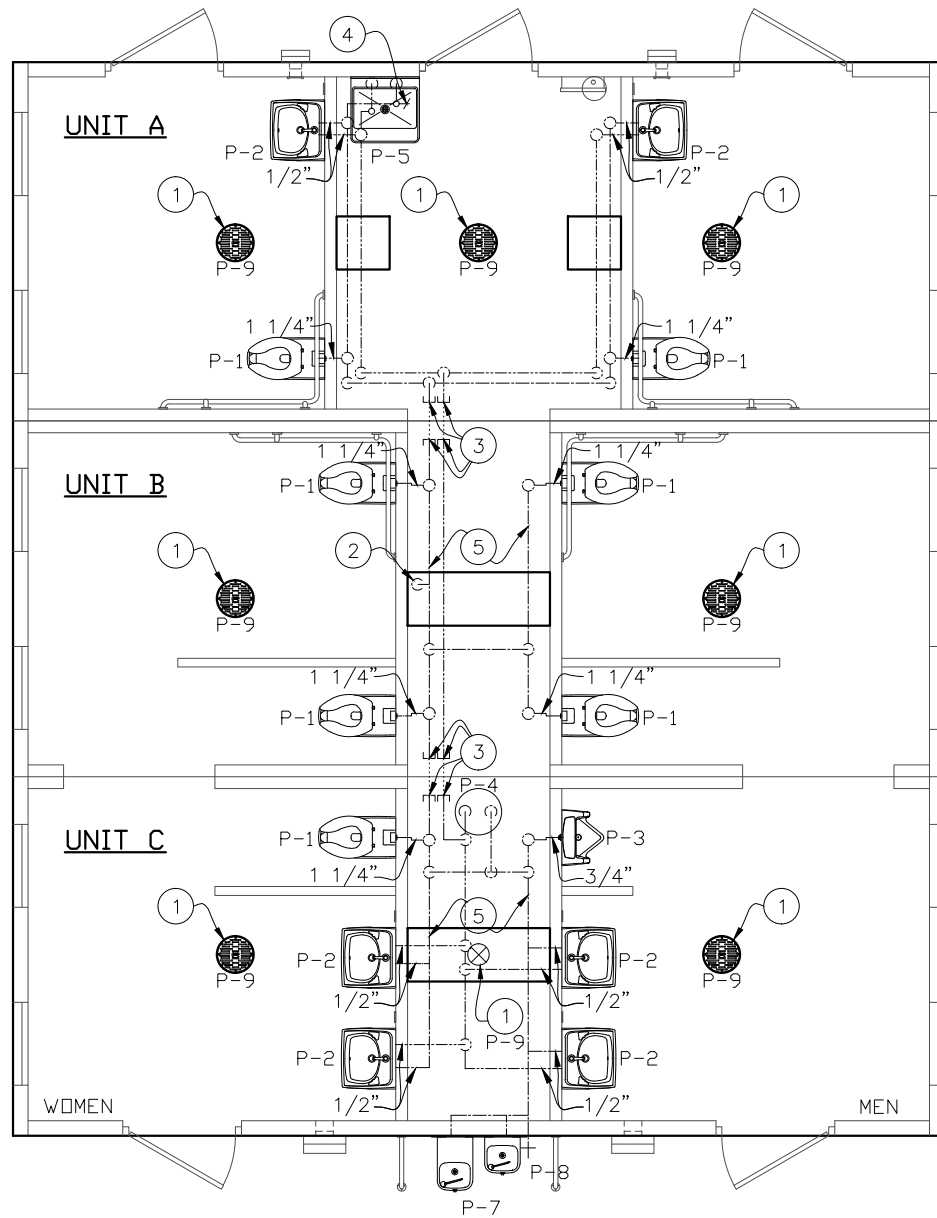 4
UNIT A
P-2
P-5
P-2
1/2"
1/2"
1
1
1
P-9
P-9
P-9
1 1/4"
1 1/4"
P-1
P-1
3
1 1/4"
1 1/4"
UNIT B
P-1
P-1
1
2
5
1
P-9
P-9
1 1/4"
1 1/4"
P-1
P-1
3
P-4
UNIT C
P-1
P-3
1 1/4"
3/4"
1
5
1
P-2
P-2
P-9
P-9
1/2"
1
1/2"
P-9
P-2
P-2
1/2"
1/2"
WOMEN
MEN
P-8
P-7